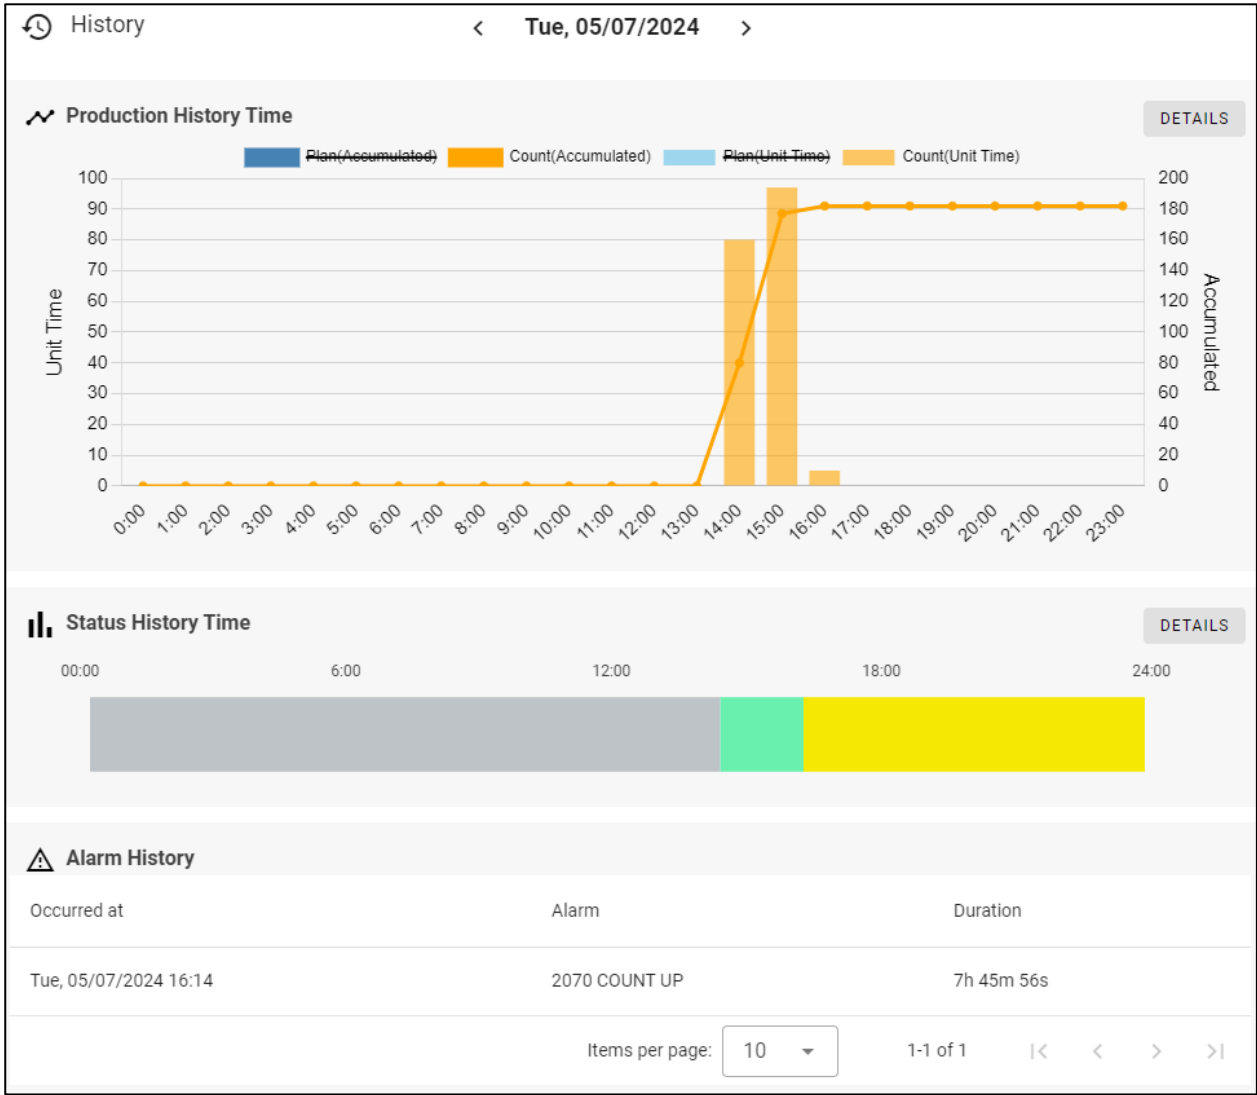 History
Tue, 05/07/2024
Production History Time
DETAILS
Plan(Accumulated) Count(Accumulated) Plan(Unit Time) Count(Unit Time)
100 200
90 180
80 160
70 140
60 120
50 100
40 80
30 60
20 40
10 20
0 0
Unit Time
Accumulated
0:00 1:00 2:00 3:00 4:00 5:00 6:00 7:00 8:00 9:00 10:00 11:00 12:00 13:00 14:00 15:00 16:00 17:00 18:00 19:00 20:00 21:00 22:00 23:00
Status History Time
DETAILS
00:00 6:00 12:00 18:00 24:00
Alarm History
Occurred at Alarm Duration
Tue, 05/07/2024 16:14 2070 COUNT UP 7h 45m 56s
Items per page: 10 1-1 of 1